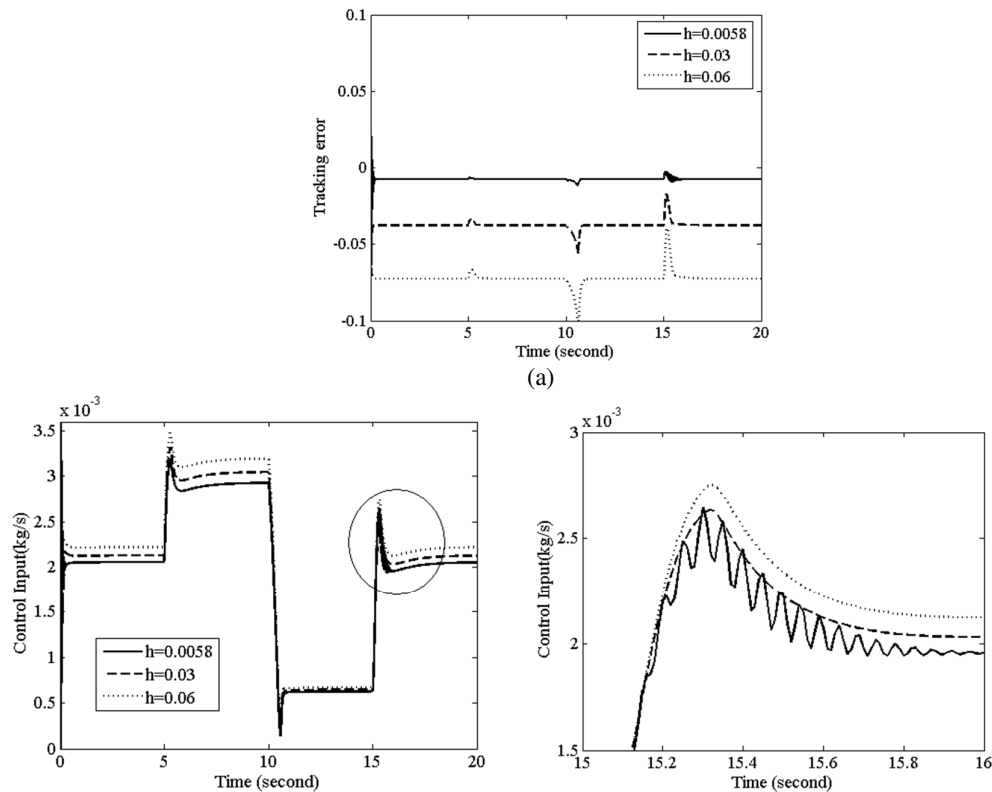 0.1
0.05
0
-0.05
-0.1
Tracking error
h=0.0058
h=0.03
h=0.06
0 5 10 15 20
Time (second)
(a)
x 10⁻³
3.5
3
2.5
2
1.5
1
0.5
0
Control Input(kg/s)
h=0.0058
h=0.03
h=0.06
0 5 10 15 20
Time (second)
x 10⁻³
3
2.5
2
1.5
Control Input(kg/s)
15 15.2 15.4 15.6 15.8 16
Time (second)